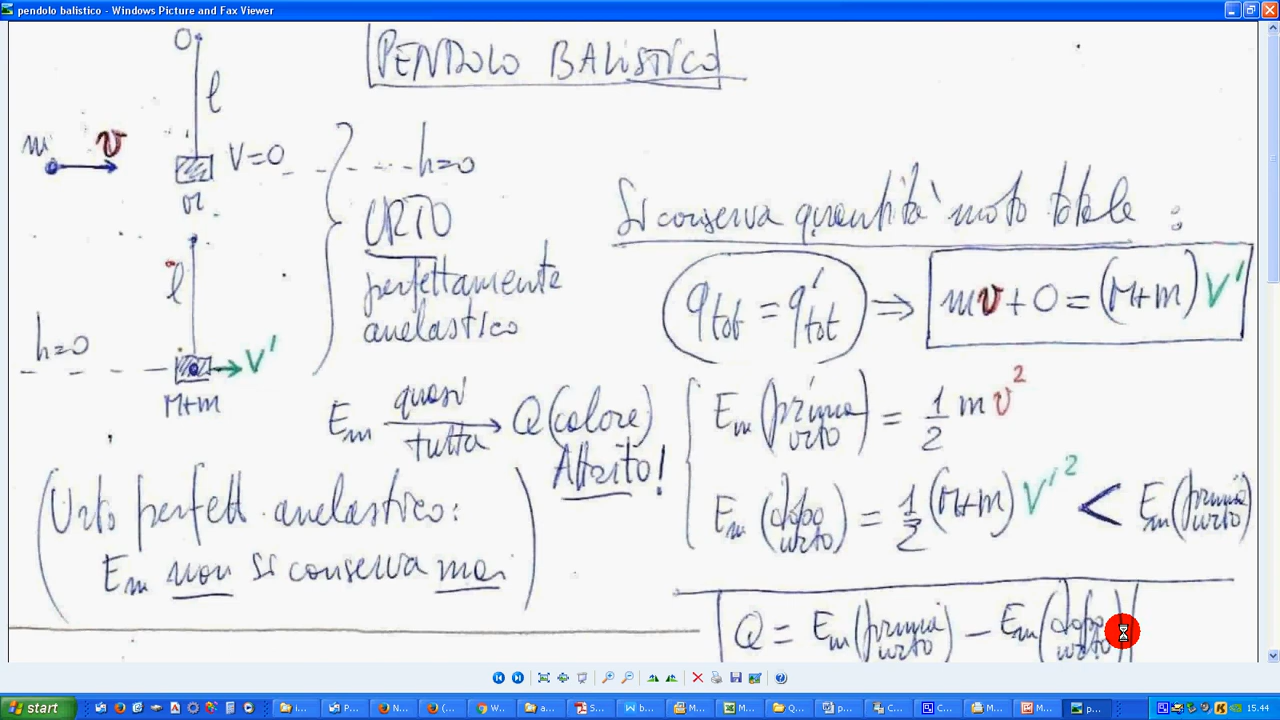 pendolo balistico - Windows Picture and Fax Viewer
PENDOLO BALISTICO
O
l
m v
V=0
h=0
M
URTO
perfettamente
anelastico
l
h=0
V'
M+m
Si conserva quantità moto totale :
q tot = q' tot ⇒ mv + 0 = (M+m) V'
Em quasi tutta → Q (calore)
Attrito!
Em (prima urto) = 1/2 m v²
Em (dopo urto) = 1/2 (M+m) V'² < Em (prima urto)
(Urto perfett. anelastico:
Em non si conserva mai)
Q = Em (prima urto) - Em (dopo urto)
start
i...
P...
N...
(...
W...
a...
S...
b...
M...
M...
Q...
p...
C...
C...
M...
M...
p...
15.44